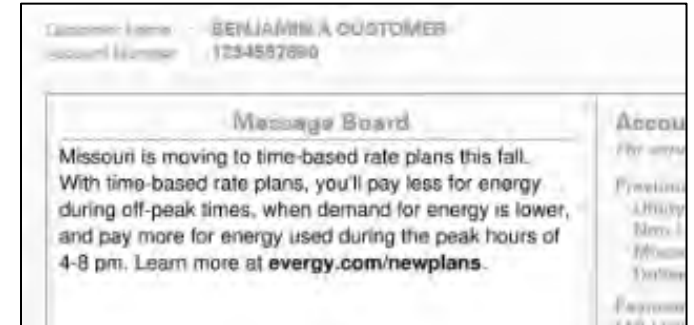 Customer Name BENJAMIN A CUSTOMER
Account Number 1234567890
Message Board
Missouri is moving to time-based rate plans this fall.
With time-based rate plans, you'll pay less for energy
during off-peak times, when demand for energy is lower,
and pay more for energy used during the peak hours of
4-8 pm. Learn more at evergy.com/newplans.
Accou